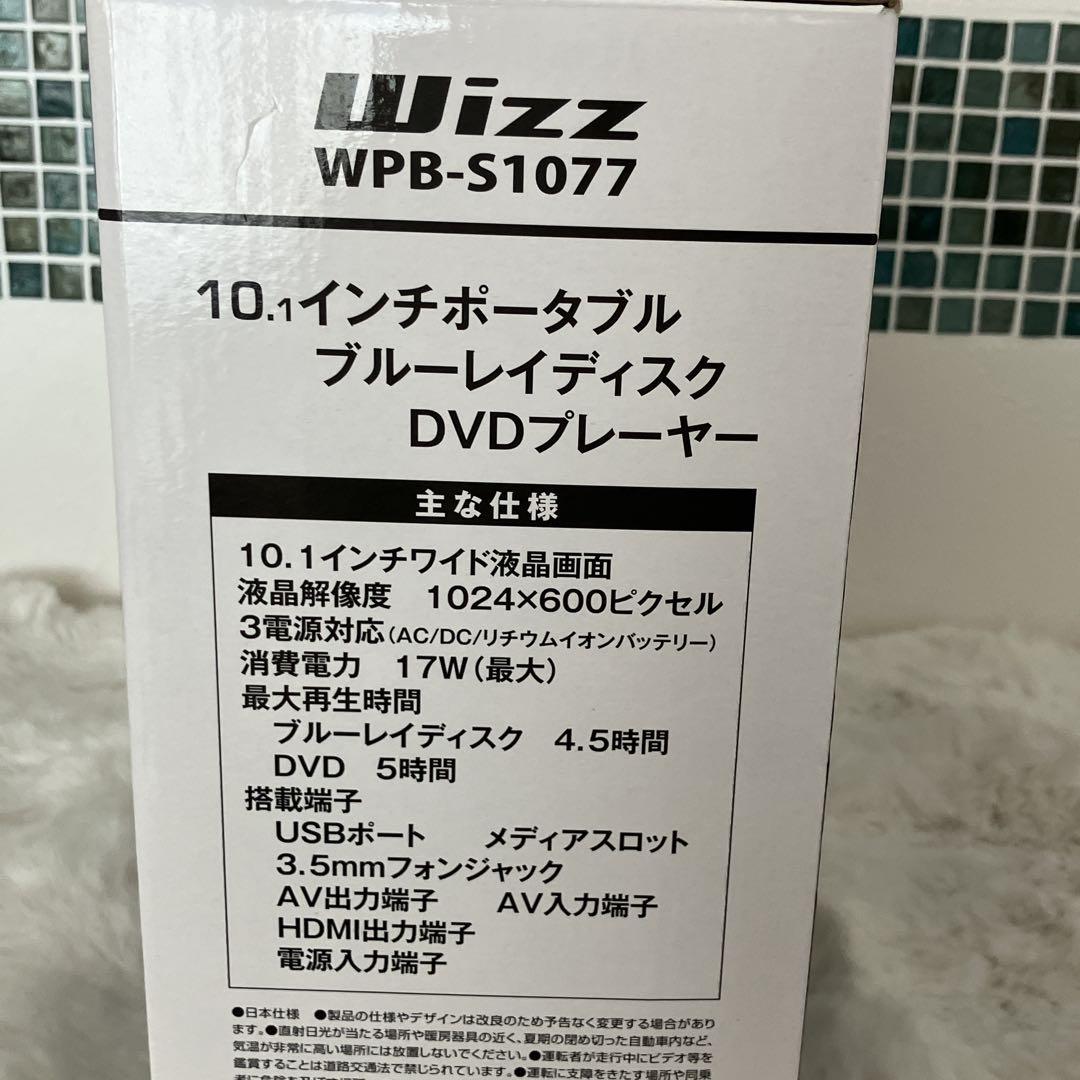 Wizz
WPB-S1077
10.1インチポータブル
ブルーレイディスク
DVDプレーヤー
主な仕様
10.1インチワイド液晶画面
液晶解像度 1024×600ピクセル
3電源対応(AC/DC/リチウムイオンバッテリー)
消費電力 17W(最大)
最大再生時間
ブルーレイディスク 4.5時間
DVD 5時間
搭載端子
USBポート メディアスロット
3.5mmフォンジャック
AV出力端子 AV入力端子
HDMI出力端子
電源入力端子
●日本仕様 ●製品の仕様やデザインは改良のため予告なく変更する場合があり
ます。●直射日光が当たる場所や暖房器具の近く、夏期の閉め切った自動車内など、
気温が非常に高い場所には放置しないでください。●運転者が走行中にビデオ等を
鑑賞することは道路交通法で禁じられています。●運転に支障をきたす場所や同乗